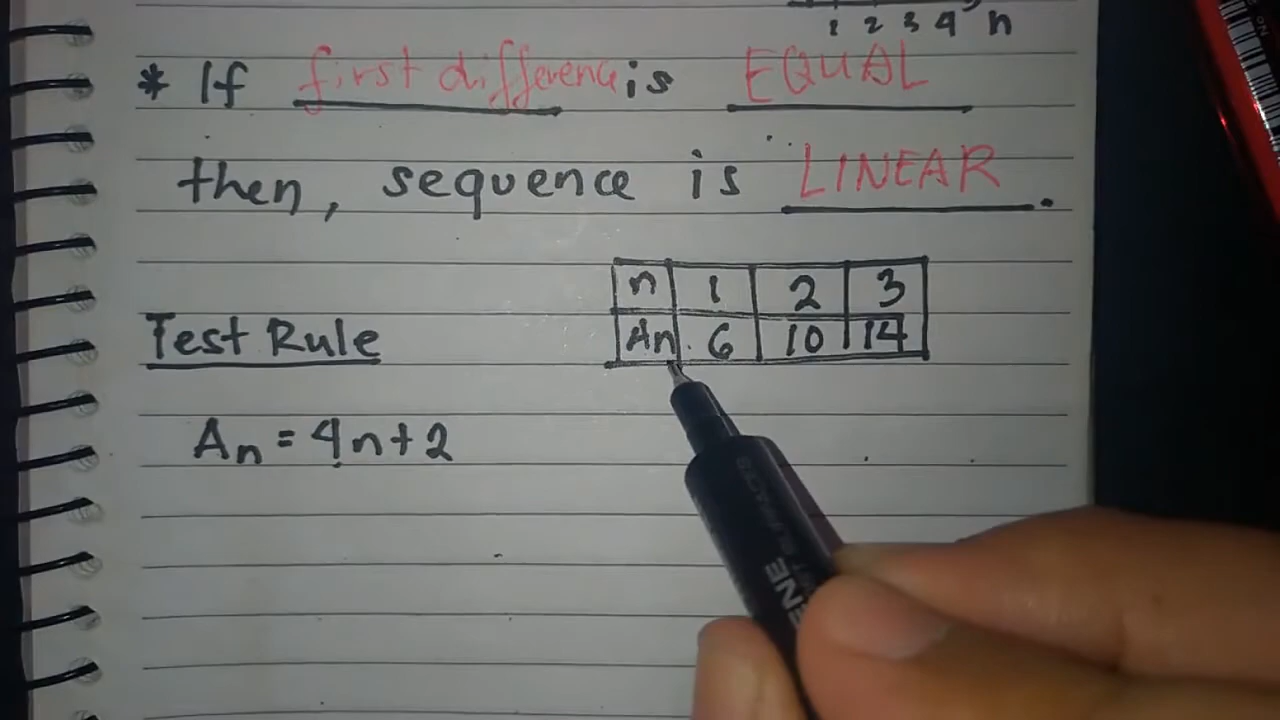 1 2 3 4 n
* If first difference is EQUAL
then, sequence is LINEAR.
n 1 2 3
Test Rule An 6 10 14
An = 4n+2